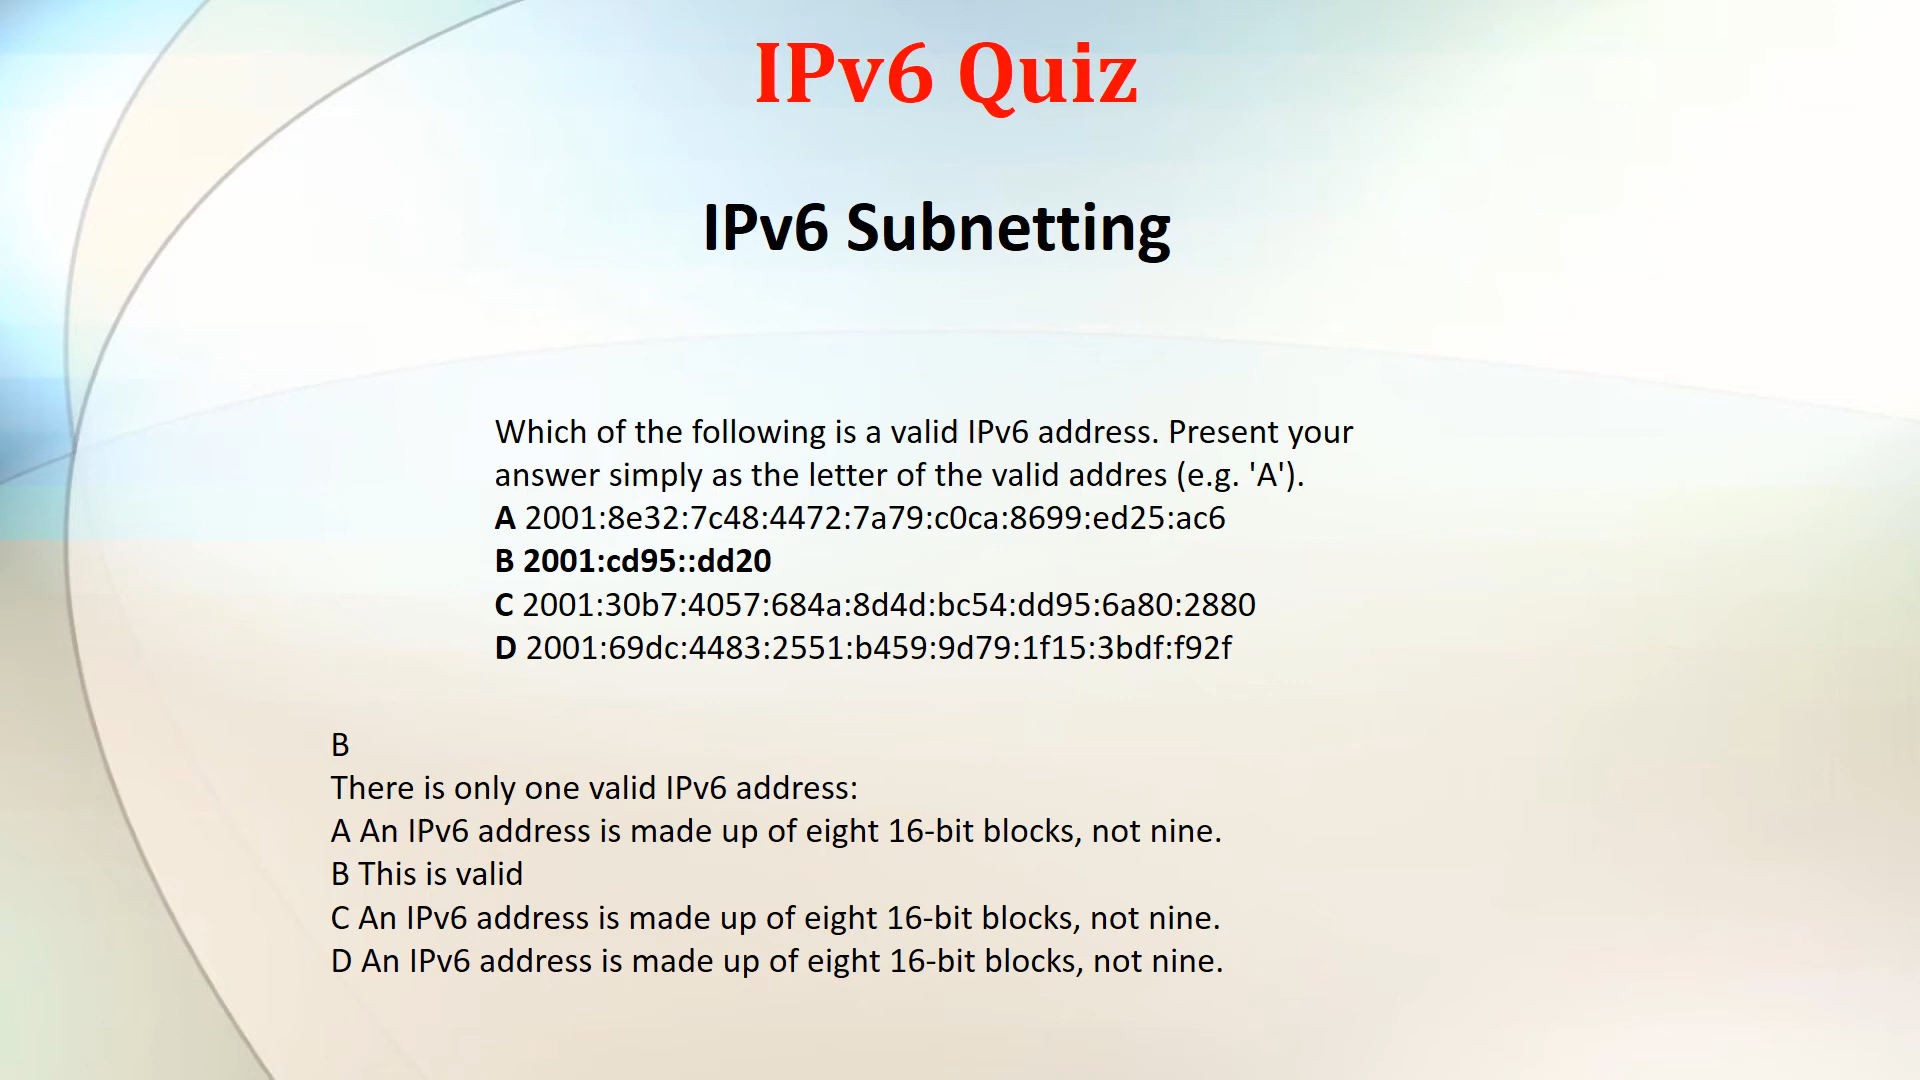 IPv6 Quiz
IPv6 Subnetting
Which of the following is a valid IPv6 address. Present your
answer simply as the letter of the valid addres (e.g. 'A').
A 2001:8e32:7c48:4472:7a79:c0ca:8699:ed25:ac6
B 2001:cd95::dd20
C 2001:30b7:4057:684a:8d4d:bc54:dd95:6a80:2880
D 2001:69dc:4483:2551:b459:9d79:1f15:3bdf:f92f
B
There is only one valid IPv6 address:
A An IPv6 address is made up of eight 16-bit blocks, not nine.
B This is valid
C An IPv6 address is made up of eight 16-bit blocks, not nine.
D An IPv6 address is made up of eight 16-bit blocks, not nine.